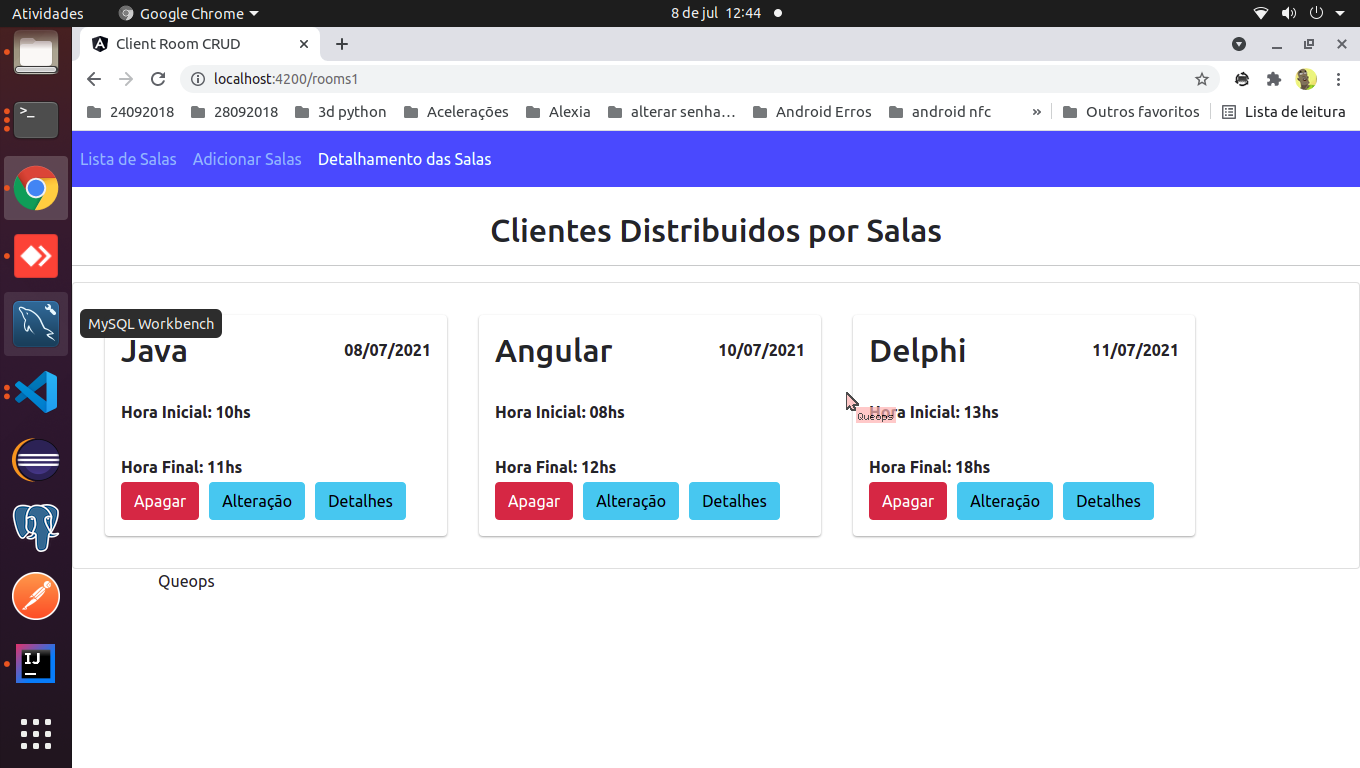 Atividades Google Chrome 8 de jul 12:44
Client Room CRUD
localhost:4200/rooms1
24092018 28092018 3d python Acelerações Alexia alterar senha... Android Erros android nfc » Outros favoritos Lista de leitura
Lista de Salas Adicionar Salas Detalhamento das Salas
Clientes Distribuidos por Salas
MySQL Workbench
Java 08/07/2021
Hora Inicial: 10hs
Hora Final: 11hs
Apagar Alteração Detalhes
Angular 10/07/2021
Hora Inicial: 08hs
Hora Final: 12hs
Apagar Alteração Detalhes
Delphi 11/07/2021
Hora Inicial: 13hs
Queops
Hora Final: 18hs
Apagar Alteração Detalhes
Queops
>_
IJ